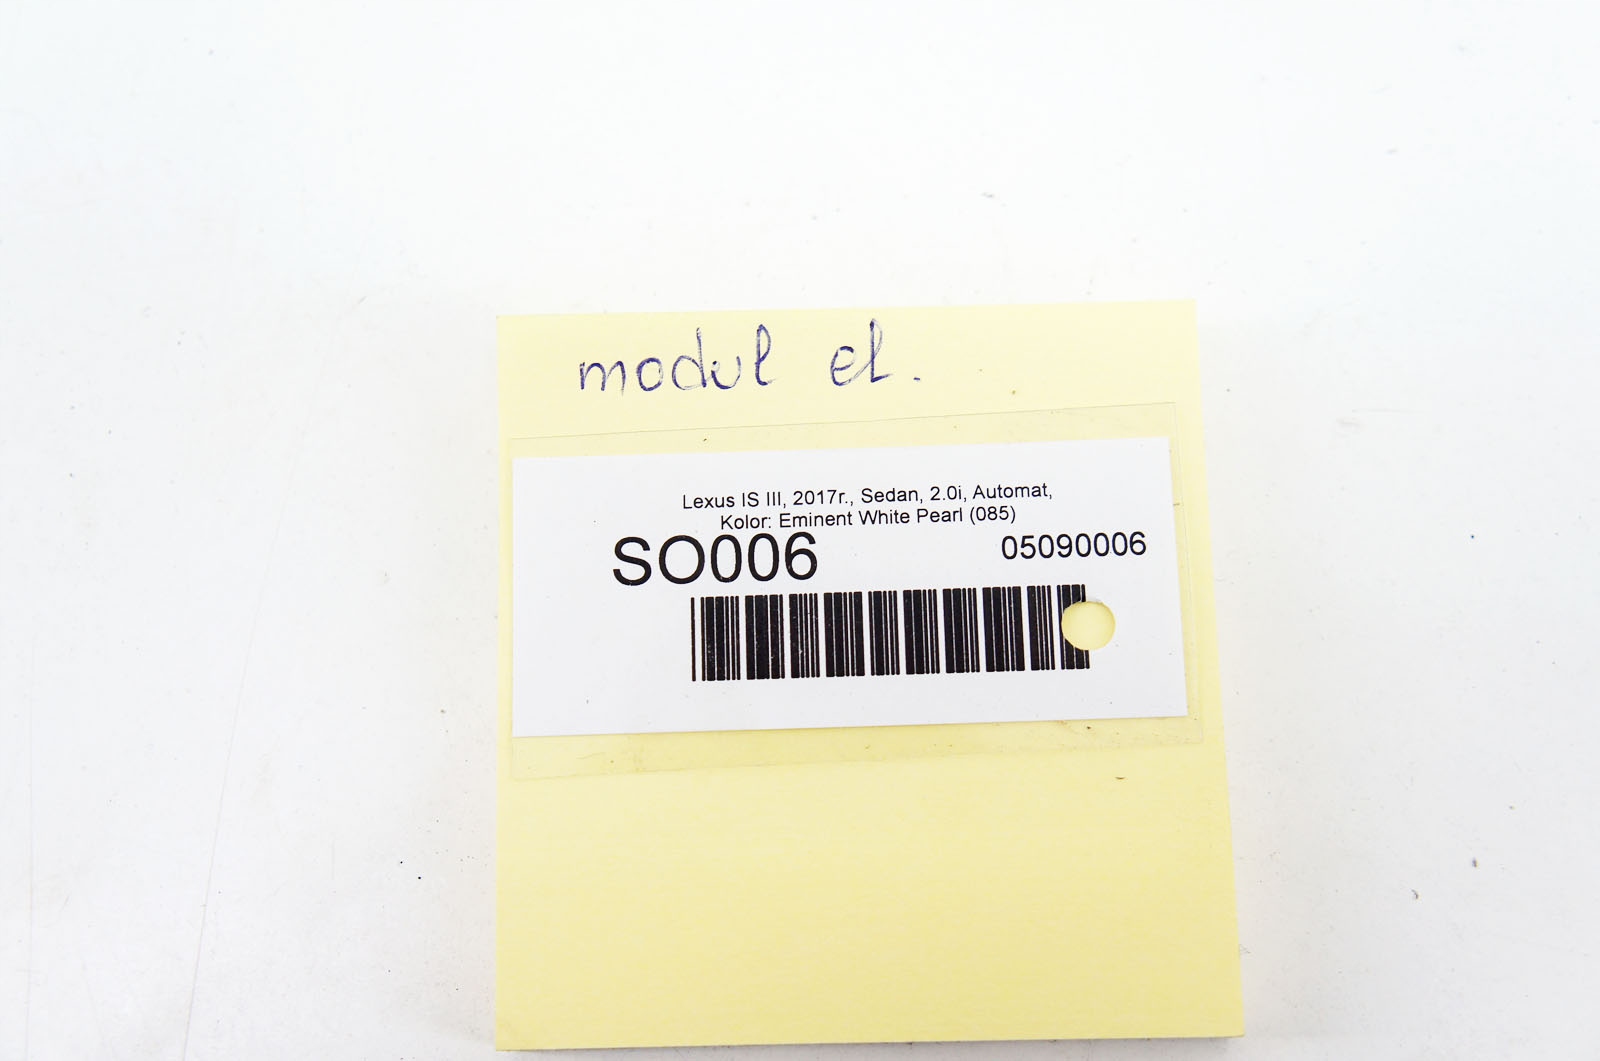 modul el.
Lexus IS III, 2017r., Sedan, 2.0i, Automat,
Kolor: Eminent White Pearl (085)
SO006 05090006